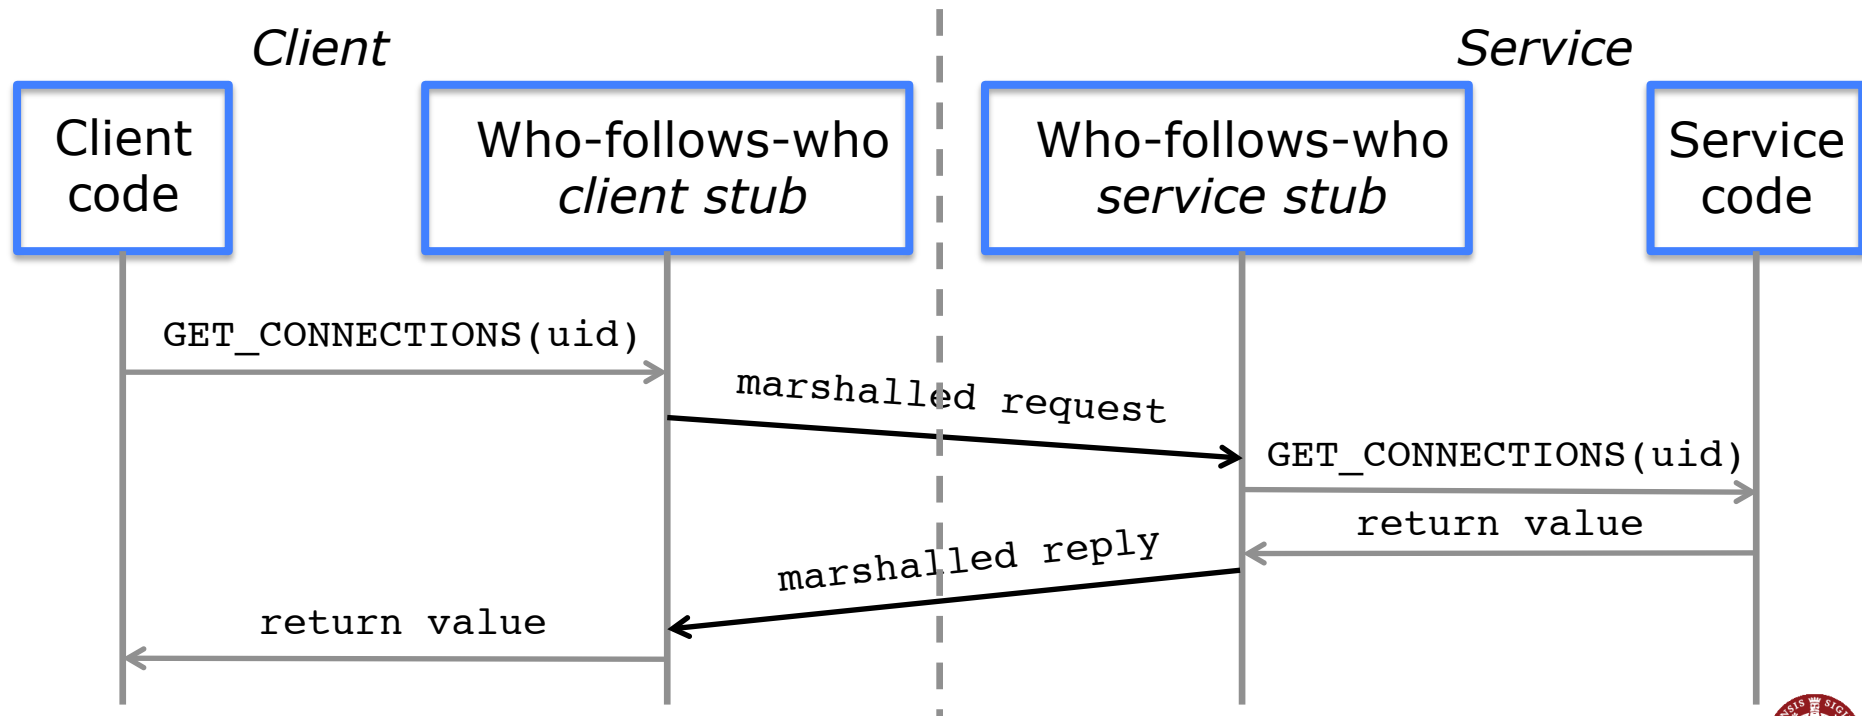 Client
Service
Client
code
Who-follows-who
client stub
Who-follows-who
service stub
Service
code
GET_CONNECTIONS(uid)
marshalled request
GET_CONNECTIONS(uid)
return value
marshalled reply
return value